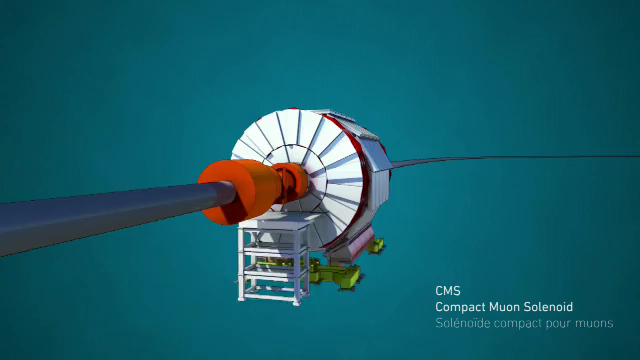 CMS
Compact Muon Solenoid
Solénoïde compact pour muons